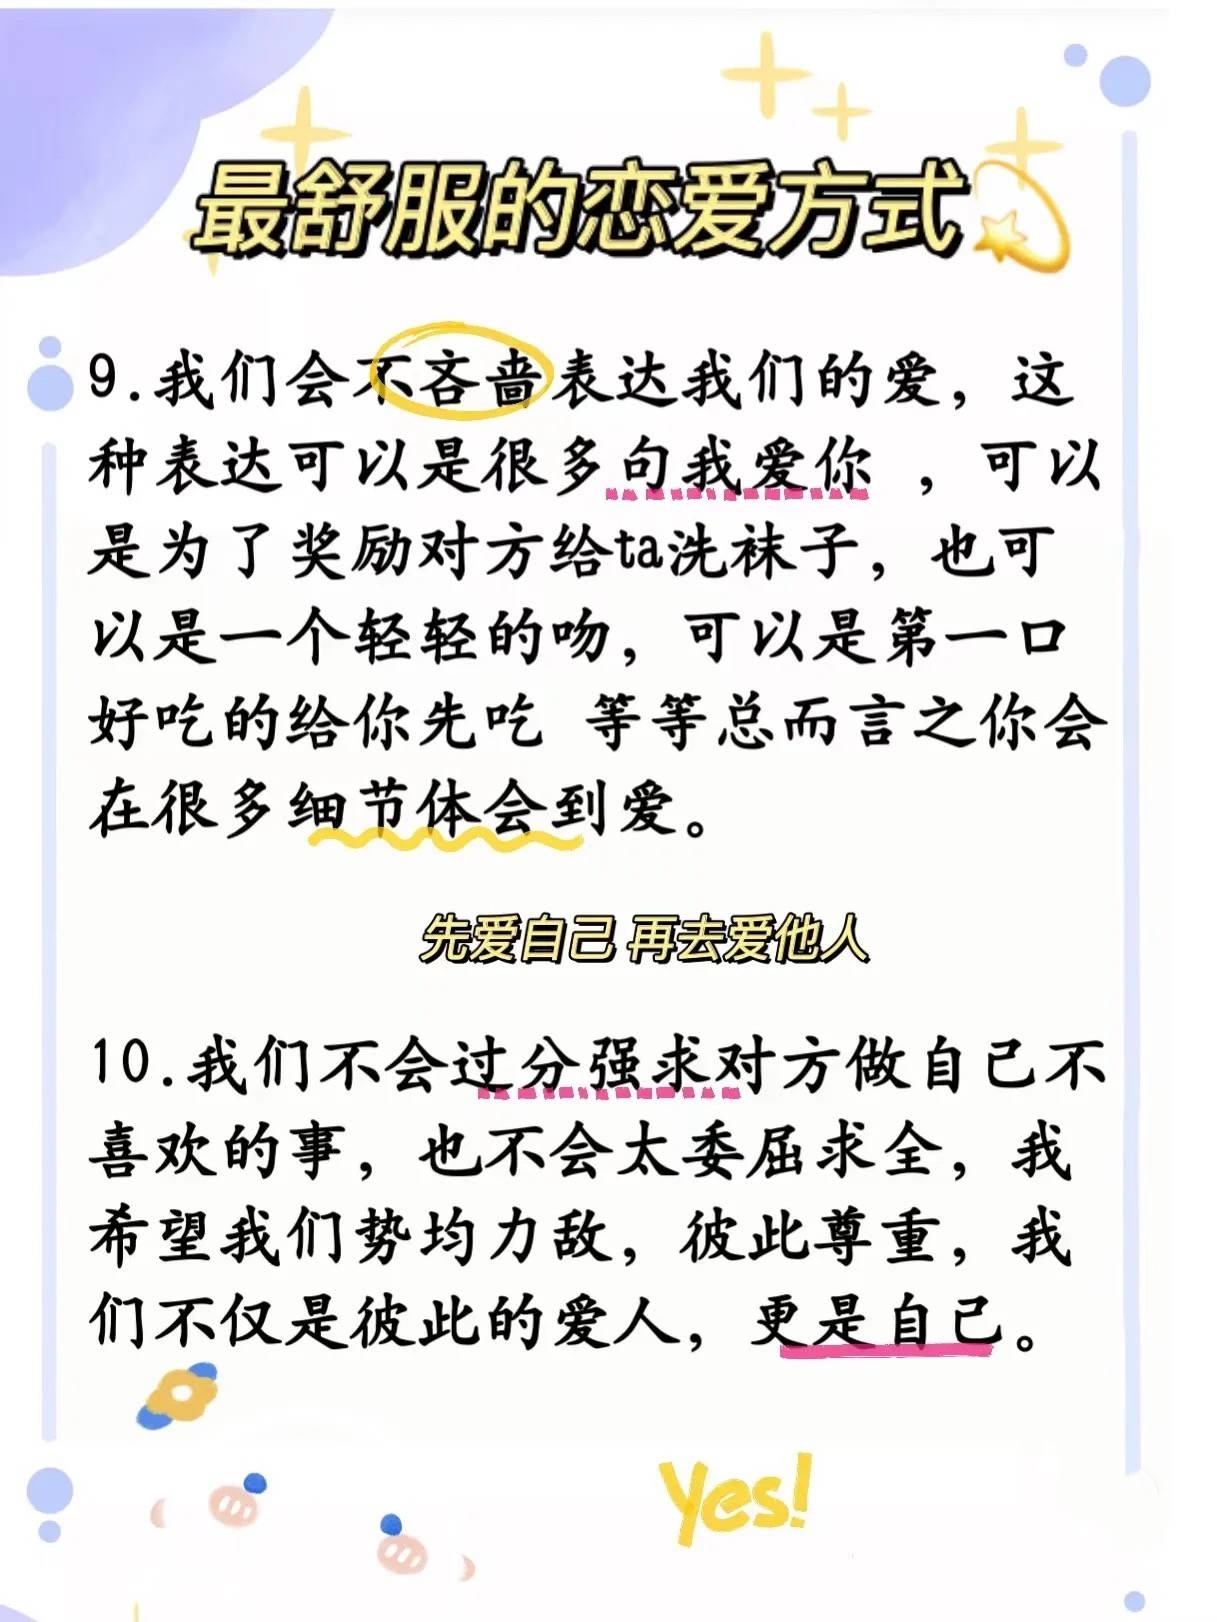 最舒服的恋爱方式
9.我们会不吝啬表达我们的爱，这
种表达可以是很多句我爱你 ，可以
是为了奖励对方给ta洗袜子，也可
以是一个轻轻的吻，可以是第一口
好吃的给你先吃 等等总而言之你会
在很多细节体会到爱。
先爱自己 再去爱他人
10.我们不会过分强求对方做自己不
喜欢的事，也不会太委屈求全，我
希望我们势均力敌，彼此尊重，我
们不仅是彼此的爱人，更是自己。
Yes!